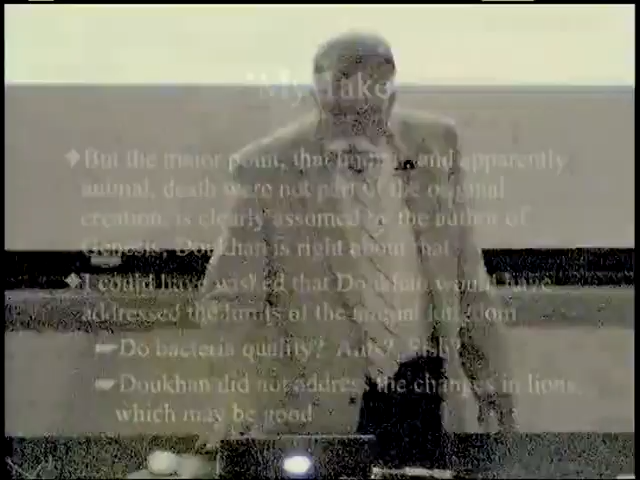 "My Take
But the major point, that human and apparently
animal, death were not part of the original
creation, is clearly assumed by the author of
Genesis, Doukhan is right about that
I could have wished that Doukhan would have
addressed the limits of the animal kingdom
Do bacteria qualify? Ants? Fish?
Doukhan did not address the changes in lions,
which may be good